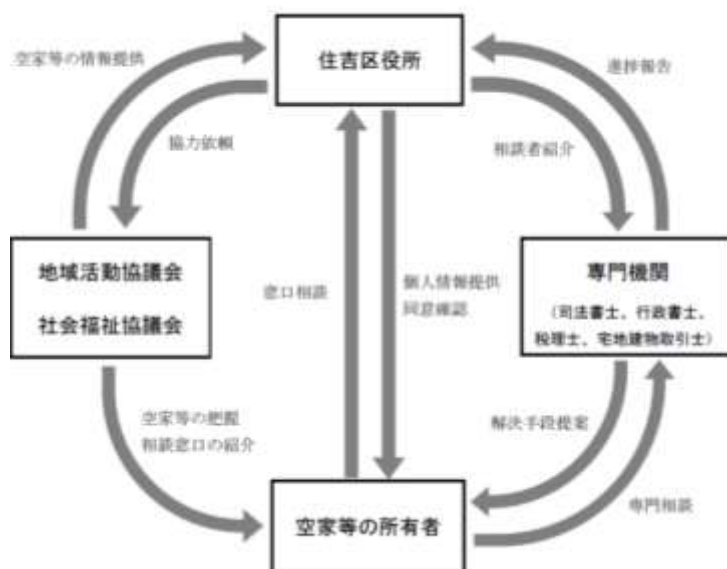 住吉区役所
空家等の情報提供
進捗報告
協力依頼
相談者紹介
地域活動協議会
社会福祉協議会
窓口相談
個人情報提供
同意確認
専門機関
（司法書士、行政書士、
税理士、宅地建物取引士）
空家等の把握
相談窓口の紹介
解決手段提案
専門相談
空家等の所有者